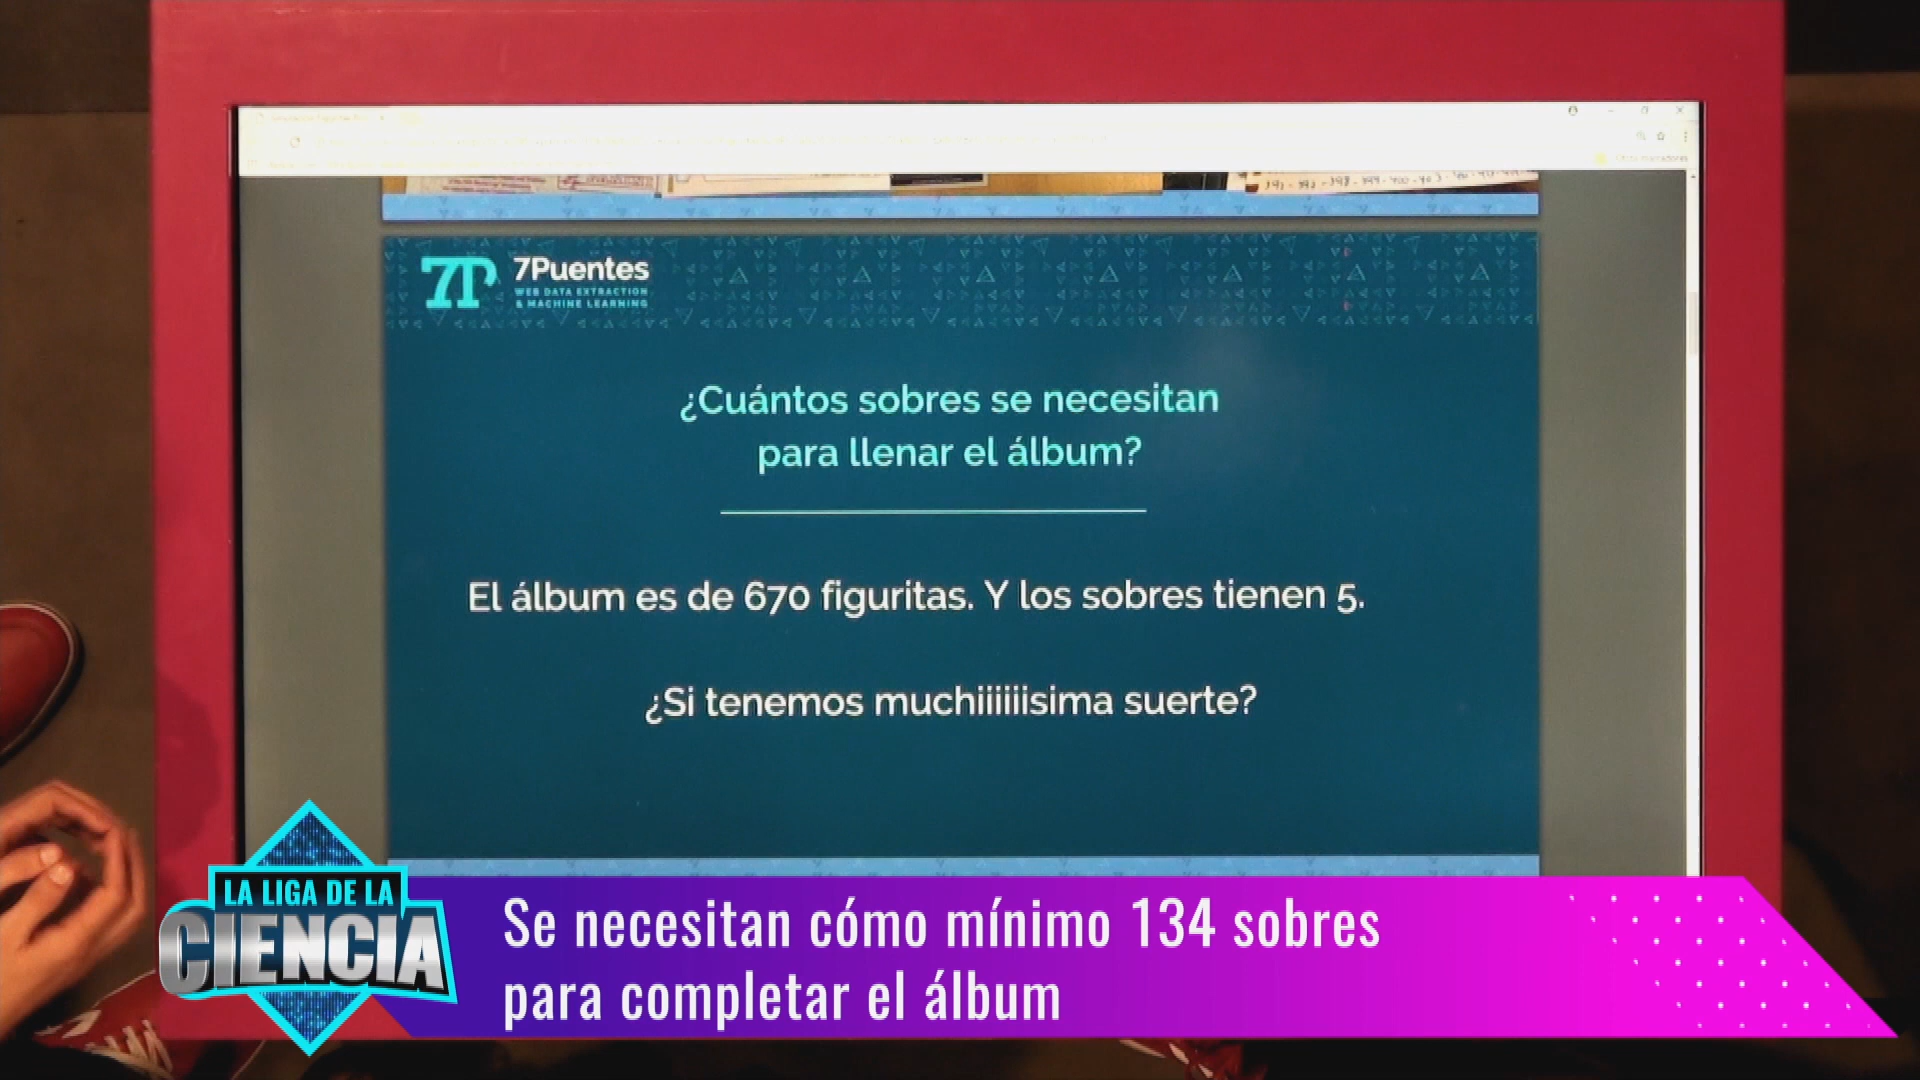 7Puentes
WEB DATA EXTRACTION
& MACHINE LEARNING
¿Cuántos sobres se necesitan
para llenar el álbum?
El álbum es de 670 figuritas. Y los sobres tienen 5.
¿Si tenemos muchiiiiiisima suerte?
LA LIGA DE LA
CIENCIA
Se necesitan cómo mínimo 134 sobres
para completar el álbum